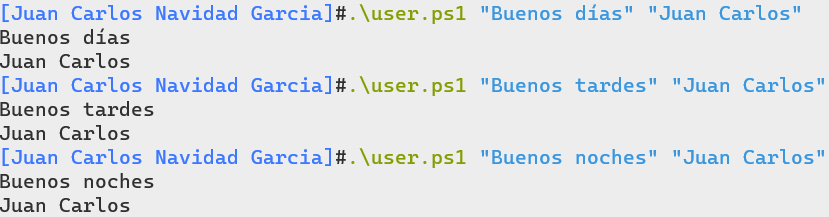 [Juan Carlos Navidad Garcia]#.\user.ps1 "Buenos días" "Juan Carlos"
Buenos días
Juan Carlos
[Juan Carlos Navidad Garcia]#.\user.ps1 "Buenos tardes" "Juan Carlos"
Buenos tardes
Juan Carlos
[Juan Carlos Navidad Garcia]#.\user.ps1 "Buenos noches" "Juan Carlos"
Buenos noches
Juan Carlos